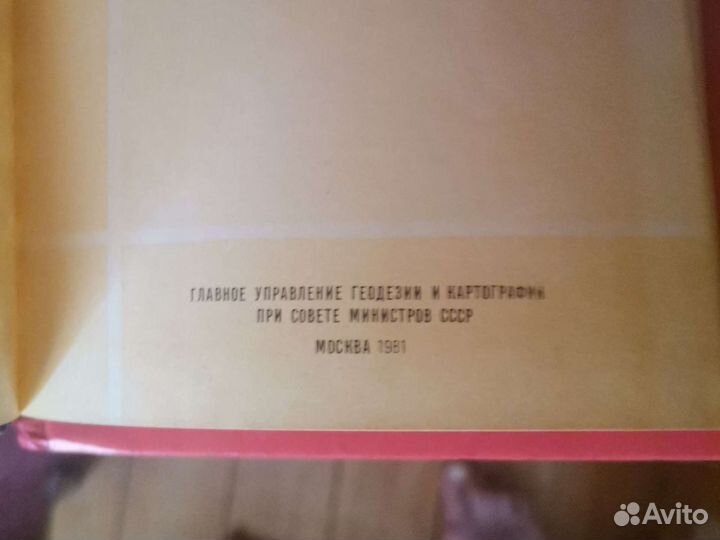 ГЛАВНОЕ УПРАВЛЕНИЕ ГЕОДЕЗИИ И КАРТОГРАФИИ
ПРИ СОВЕТЕ МИНИСТРОВ СССР
МОСКВА 1981
Avito